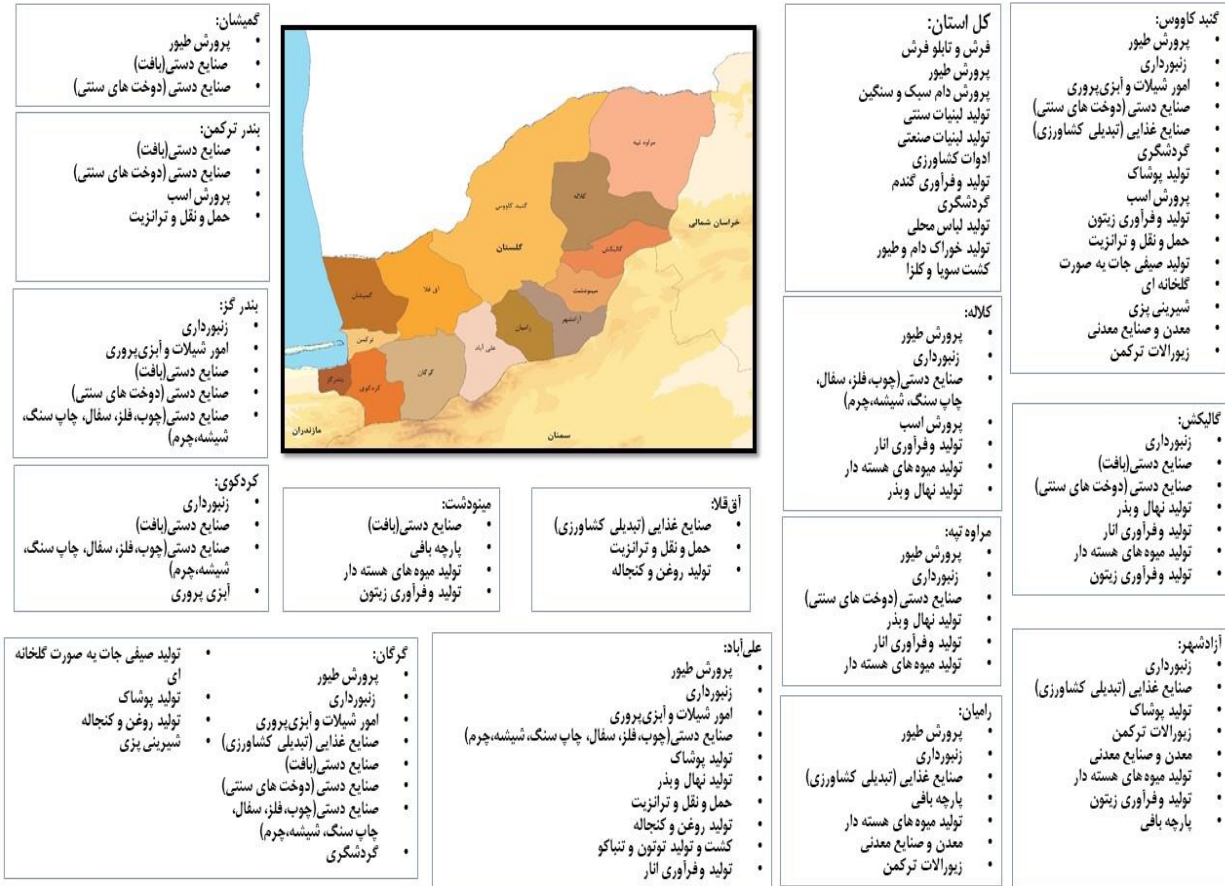 گنبد کاووس:
• پرورش طیور
• زنبورداری
• امور شیلات و آبزی‌پروری
• صنایع دستی (دوخت های سنتی)
• صنایع غذایی (تبدیلی کشاورزی)
• گردشگری
• تولید پوشاک
• پرورش اسب
• تولید وفرآوری زیتون
• حمل و نقل و ترانزیت
• تولید صیفی جات یه صورت
گلخانه ای
• شیرینی پزی
• معدن و صنایع معدنی
• زیورالات ترکمن
کل استان:
فرش و تابلو فرش
پرورش طیور
پرورش دام سبک و سنگین
تولید لبنیات سنتی
تولید لبنیات صنعتی
ادوات کشاورزی
تولید وفرآوری گندم
گردشگری
تولید لباس محلی
تولید خوراک دام و طیور
کشت سویا و کلزا
گمیشان:
• پرورش طیور
• صنایع دستی(بافت)
• صنایع دستی (دوخت های سنتی)
بندر ترکمن:
• صنایع دستی(بافت)
• صنایع دستی (دوخت های سنتی)
• پرورش اسب
• حمل و نقل و ترانزیت
بندر گز:
• زنبورداری
• امور شیلات و آبزی‌پروری
• صنایع دستی(بافت)
• صنایع دستی (دوخت های سنتی)
• صنایع دستی(چوب،فلز، سفال، چاپ سنگ،
شیشه،چرم)
کردکوی:
• زنبورداری
• صنایع دستی(بافت)
• صنایع دستی(چوب،فلز، سفال، چاپ سنگ،
شیشه،چرم)
• آبزی پروری
مراوه تپه
کلاله
گنبد کاووس
گلستان
گالیکش
خراسان شمالی
مینودشت
آق قلا
گمیشان
آزادشهر
رامیان
علی آباد
ترکمن
گرگان
کردکوی
بندرگز
مازندران
سمنان
کلاله:
• پرورش طیور
• زنبورداری
• صنایع دستی(چوب،فلز، سفال،
چاپ سنگ، شیشه،چرم)
• پرورش اسب
• تولید وفرآوری انار
• تولید میوه های هسته دار
• تولید نهال وبذر
گالیکش:
• زنبورداری
• صنایع دستی(بافت)
• صنایع دستی (دوخت های سنتی)
• تولید نهال وبذر
• تولید وفرآوری انار
• تولید میوه های هسته دار
• تولید وفرآوری زیتون
مراوه تپه:
• پرورش طیور
• زنبورداری
• صنایع دستی (دوخت های سنتی)
• تولید نهال وبذر
• تولید وفرآوری انار
• تولید میوه های هسته دار
آق‌قلا:
• صنایع غذایی (تبدیلی کشاورزی)
• حمل و نقل و ترانزیت
• تولید روغن و کنجاله
مینودشت:
• صنایع دستی(بافت)
• پارچه بافی
• تولید میوه های هسته دار
• تولید وفرآوری زیتون
آزادشهر:
• زنبورداری
• صنایع غذایی (تبدیلی کشاورزی)
• تولید پوشاک
• زیورالات ترکمن
• معدن و صنایع معدنی
• تولید میوه های هسته دار
• تولید وفرآوری زیتون
• پارچه بافی
رامیان:
• پرورش طیور
• زنبورداری
• صنایع غذایی (تبدیلی کشاورزی)
• پارچه بافی
• تولید میوه های هسته دار
• معدن و صنایع معدنی
• زیورالات ترکمن
علی‌آباد:
• پرورش طیور
• زنبورداری
• امور شیلات و آبزی‌پروری
• صنایع دستی(چوب،فلز، سفال، چاپ سنگ، شیشه،چرم)
• تولید پوشاک
• تولید نهال وبذر
• حمل و نقل و ترانزیت
• تولید روغن و کنجاله
• کشت و تولید توتون و تنباکو
• تولید وفرآوری انار
گرگان:
• پرورش طیور
• زنبورداری
• امور شیلات و آبزی‌پروری
• صنایع غذایی (تبدیلی کشاورزی)
• صنایع دستی(بافت)
• صنایع دستی (دوخت های سنتی)
• صنایع دستی(چوب،فلز، سفال،
چاپ سنگ، شیشه،چرم)
• گردشگری
• تولید صیفی جات یه صورت گلخانه
ای
• تولید پوشاک
• تولید روغن و کنجاله
• شیرینی پزی